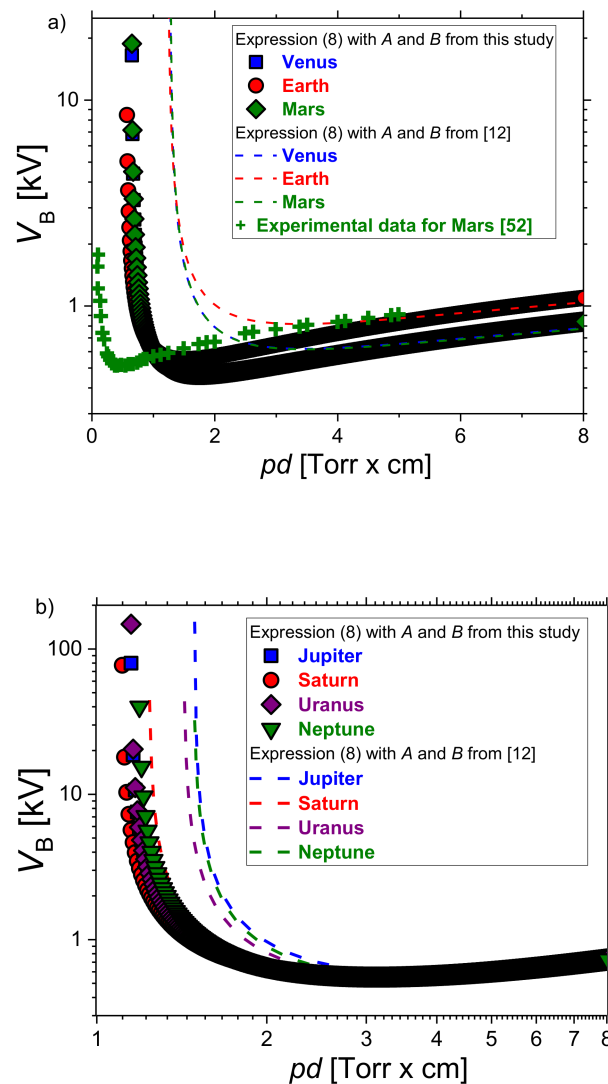 a)
Expression (8) with A and B from this study
Venus
Earth
Mars
Expression (8) with A and B from [12]
Venus
Earth
Mars
Experimental data for Mars [52]
10
1
V_B [kV]
0 2 4 6 8
pd [Torr x cm]
b)
Expression (8) with A and B from this study
Jupiter
Saturn
Uranus
Neptune
Expression (8) with A and B from [12]
Jupiter
Saturn
Uranus
Neptune
100
10
1
V_B [kV]
1 2 3 4 5 6 7 8
pd [Torr x cm]